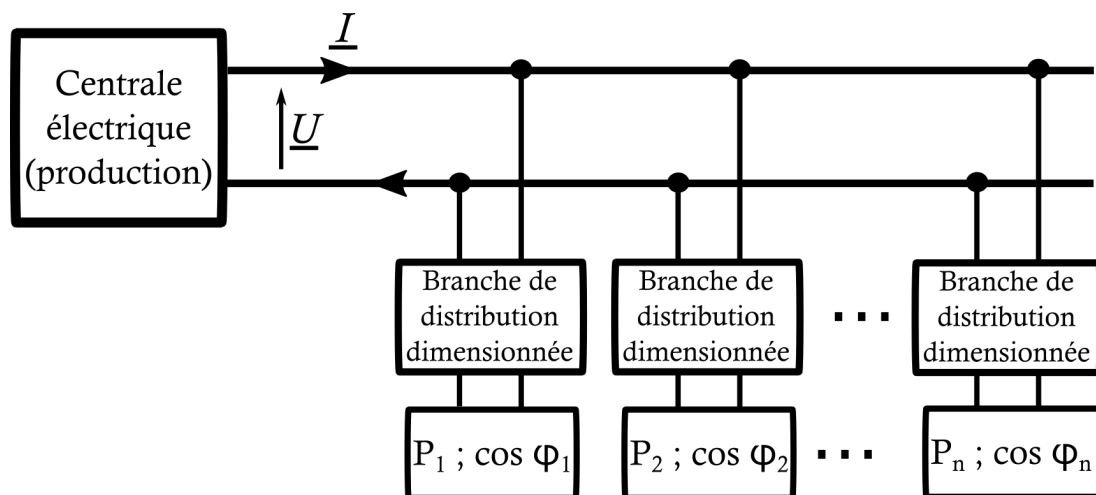 I
Centrale
électrique
(production)
U
Branche de
distribution
dimensionnée
Branche de
distribution
dimensionnée
...
Branche de
distribution
dimensionnée
P₁ ; cos φ₁
P₂ ; cos φ₂
...
Pₙ ; cos φₙ